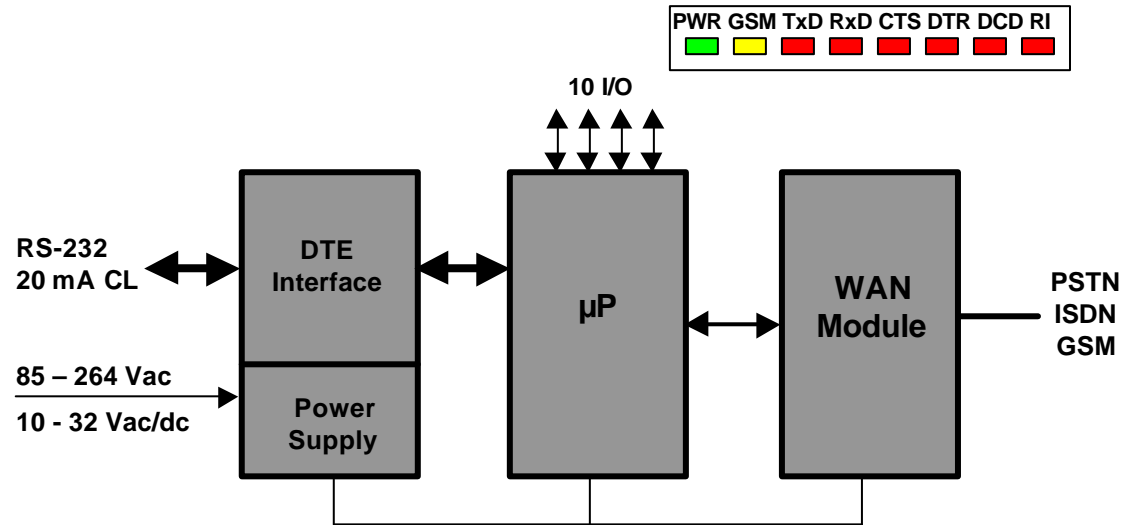 PWR GSM TxD RxD CTS DTR DCD RI
10 I/O
RS-232
20 mA CL
DTE
Interface
µP
WAN
Module
PSTN
ISDN
GSM
85 – 264 Vac
10 - 32 Vac/dc
Power
Supply